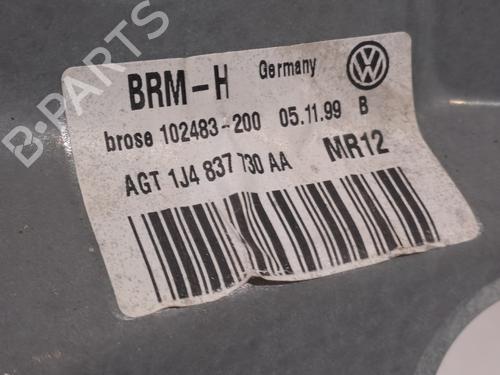 B-PARTS
BRM-H Germany
brose 102483-200 05.11.99 B
AGT 1J4 837 730 AA MR12